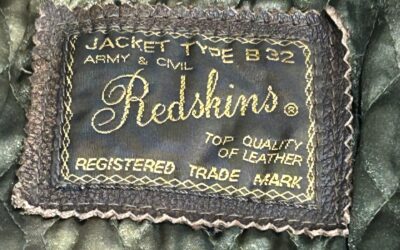 JACKET TYPE B 32
ARMY & CIVIL
Redskins ®
TOP QUALITY
OF LEATHER
REGISTERED TRADE MARK